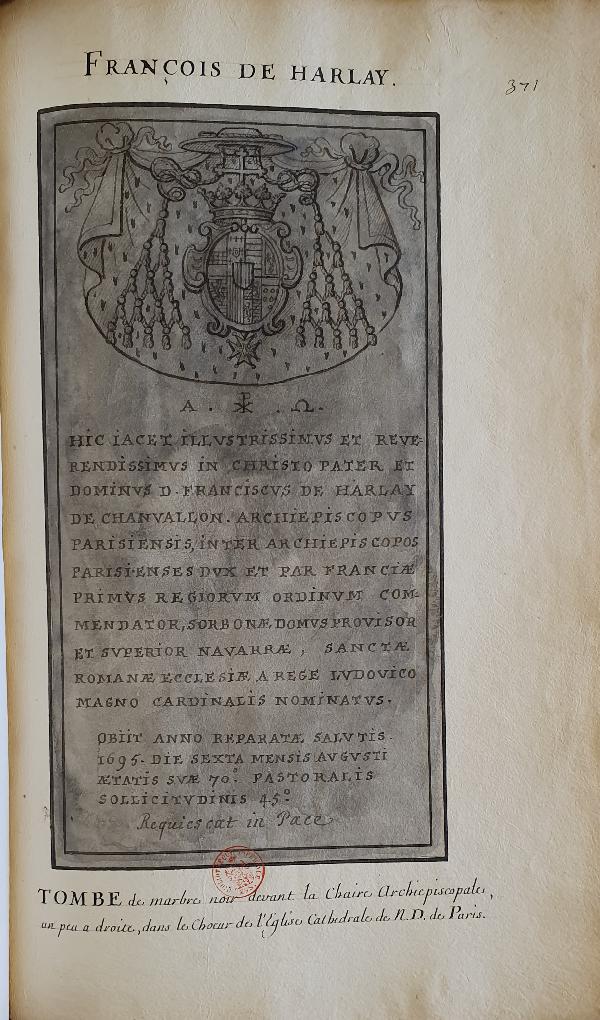 FRANÇOIS DE HARLAY.
371
A . ☧ . Ω .
HIC IACET ILLVSTRISSIMVS ET REVE-
RENDISSIMVS IN CHRISTO PATER ET
DOMINVS D. FRANCISCVS DE HARLAY
DE CHANVALLON. ARCHIEPISCOPVS
PARISIENSIS, INTER ARCHIEPISCOPOS
PARISIENSES DVX ET PAR FRANCIÆ
PRIMVS REGIORVM ORDINVM COM-
MENDATOR, SORBONÆ DOMVS PROVISOR
ET SVPERIOR NAVARRÆ, SANCTÆ
ROMANÆ ECCLESIÆ A REGE LVDOVICO
MAGNO CARDINALIS NOMINATVS.
OBIIT ANNO REPARATÆ SALVTIS.
1695. DIE SEXTA MENSIS AVGVSTI
ÆTATIS SVÆ 70.° PASTORALIS
SOLLICITVDINIS 45.°
Requiescat in Pace
TOMBE de marbre noir devant la Chaire Archiepiscopale,
un peu a droite, dans le Choeur de l'Eglise Cathedrale de N.D. de Paris.